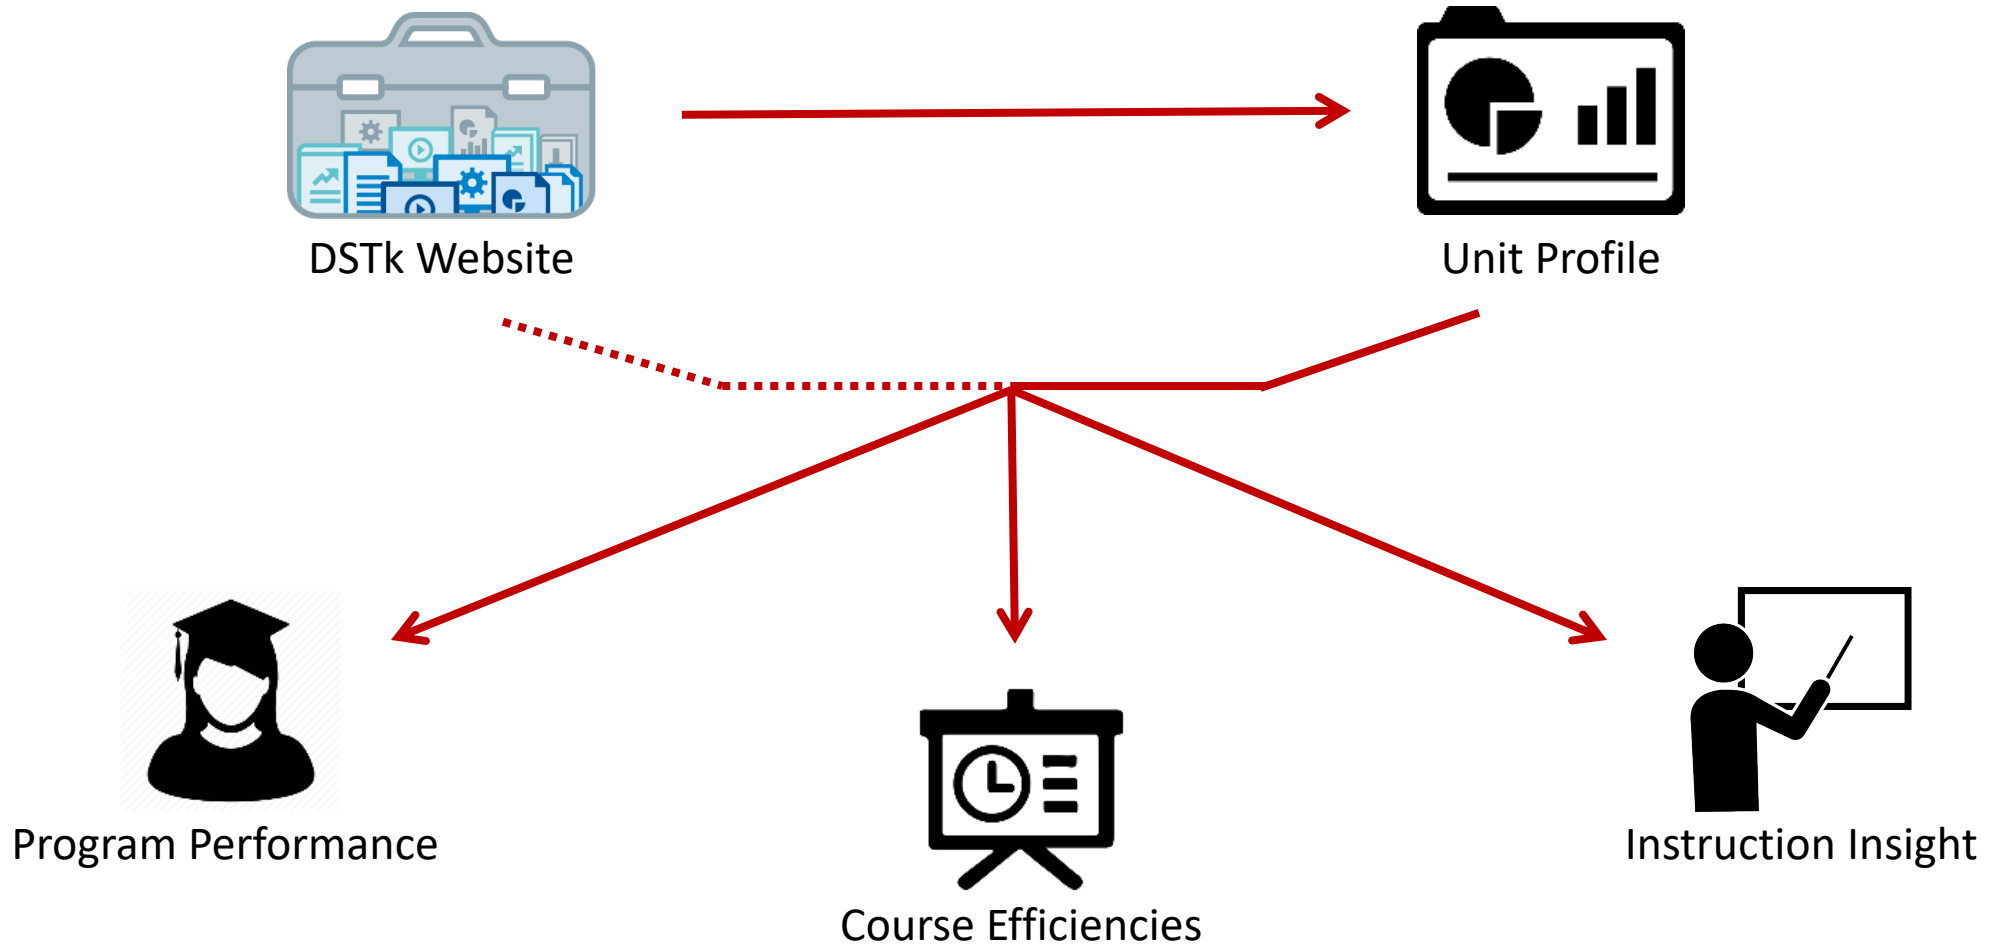 DSTk Website
Unit Profile
Program Performance
Course Efficiencies
Instruction Insight